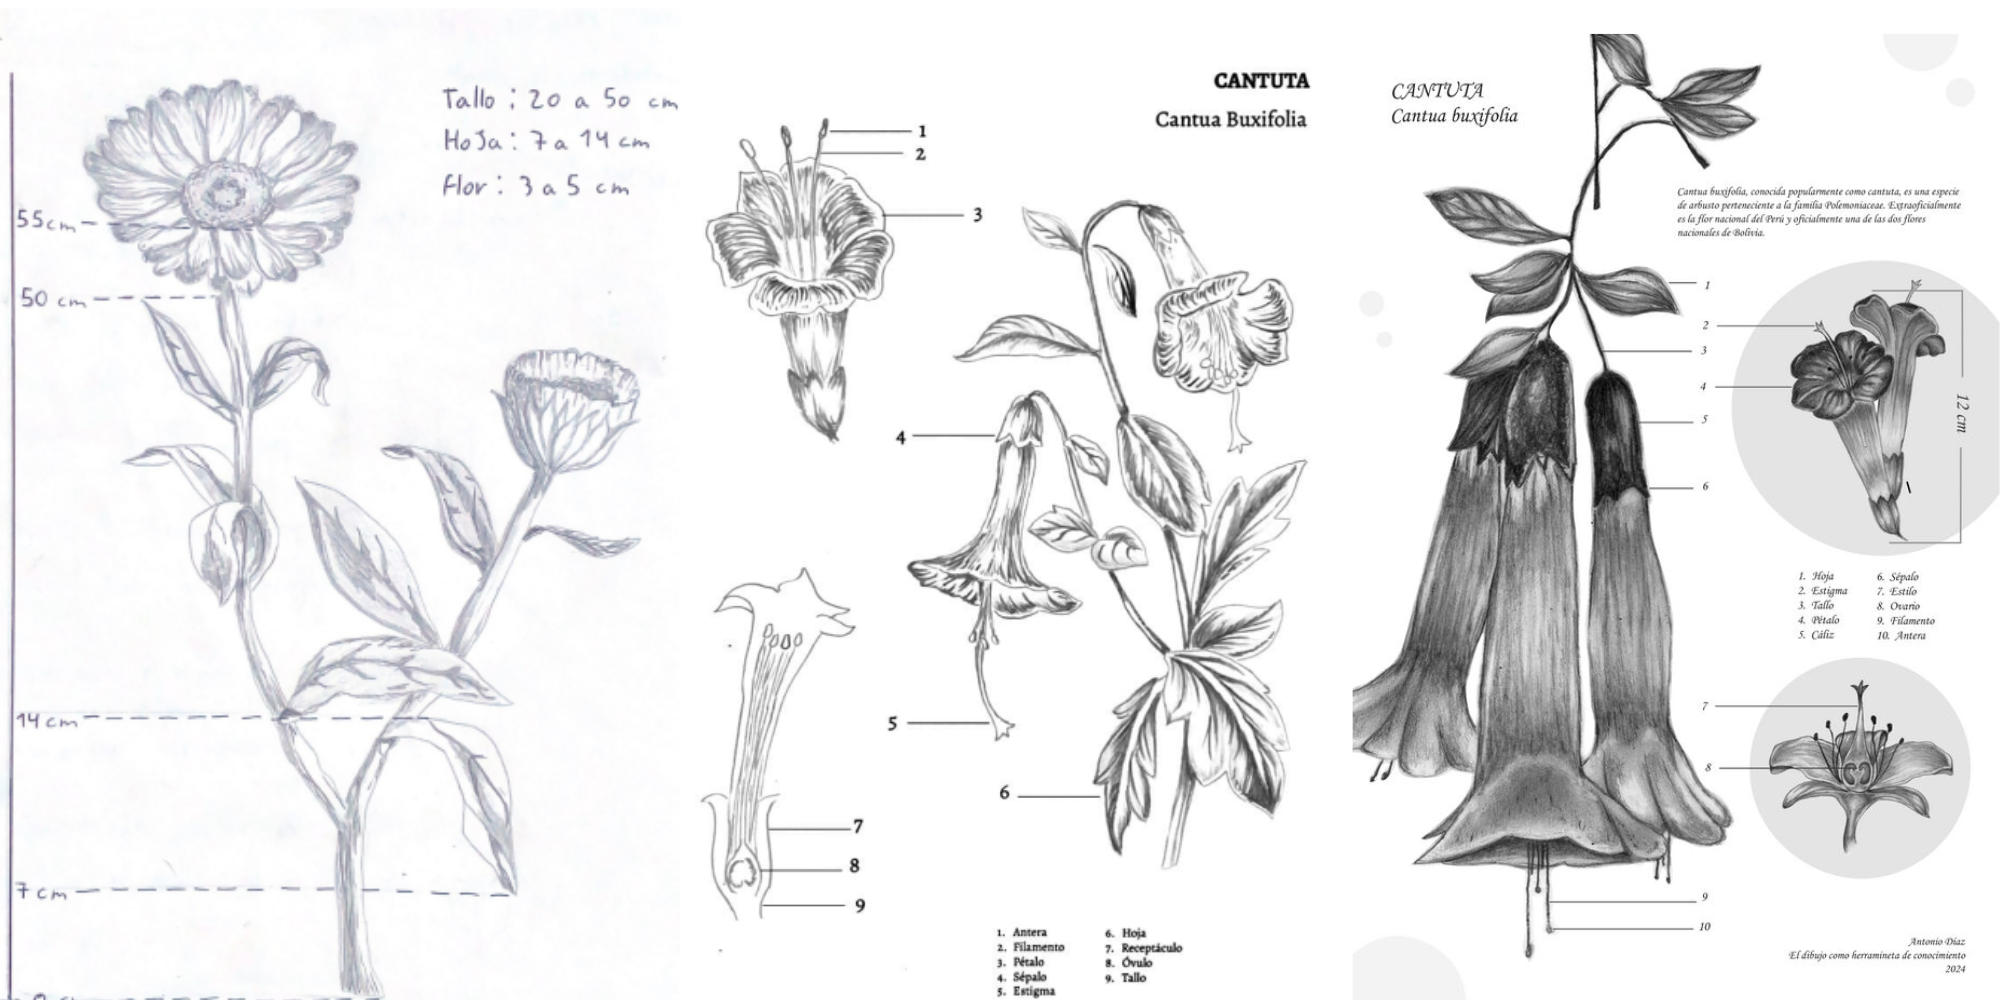 Tallo : 20 a 50 cm
HoJa : 7 a 14 cm
Flor : 3 a 5 cm
55cm
50 cm
14cm
7cm
CANTUTA
Cantua Buxifolia
1
2
3
4
5
6
7
8
9
1. Antera
2. Filamento
3. Pétalo
4. Sépalo
5. Estigma
6. Hoja
7. Receptáculo
8. Óvulo
9. Tallo
CANTUTA
Cantua buxifolia
Cantua buxifolia, conocida popularmente como cantuta, es una especie
de arbusto perteneciente a la familia Polemoniaceae. Extraoficialmente
es la flor nacional del Perú y oficialmente una de las dos flores
nacionales de Bolivia.
1
2
3
4
5
6
12 cm
1. Hoja
2. Estigma
3. Tallo
4. Pétalo
5. Cáliz
6. Sépalo
7. Estilo
8. Ovario
9. Filamento
10. Antera
7
8
9
10
Antonio Díaz
El dibujo como herramineta de conocimiento
2024